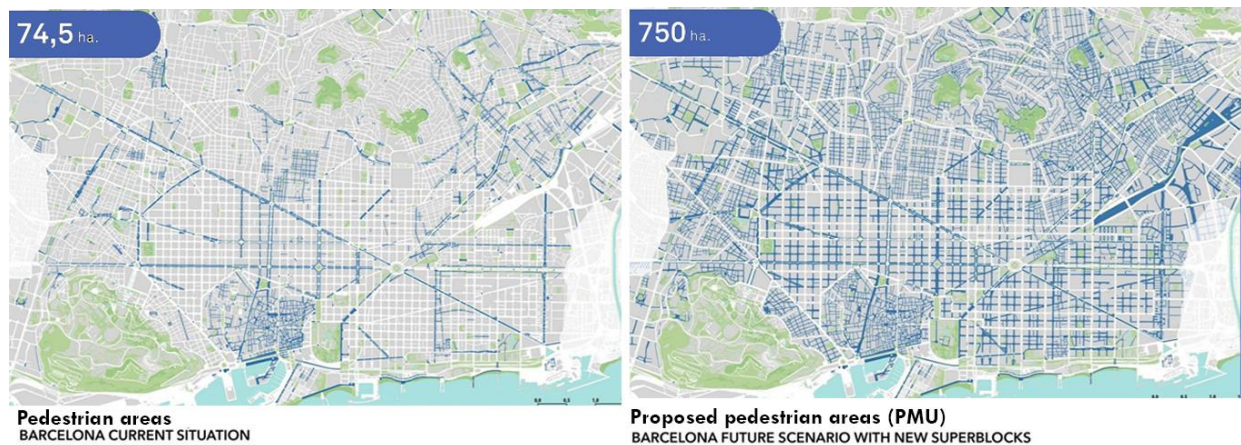 74,5 ha.
750 ha.
Pedestrian areas
BARCELONA CURRENT SITUATION
Proposed pedestrian areas (PMU)
BARCELONA FUTURE SCENARIO WITH NEW SUPERBLOCKS